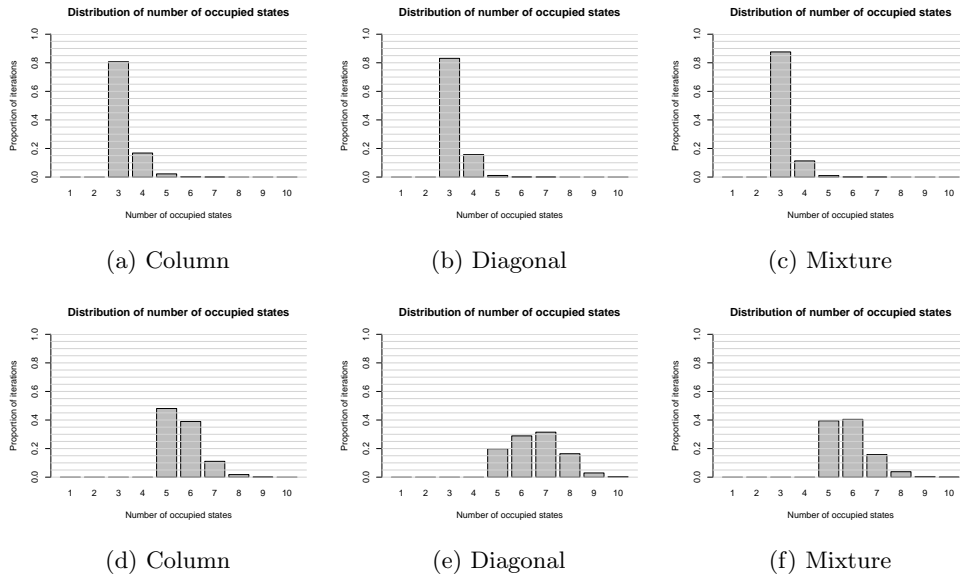 Distribution of number of occupied states
Proportion of iterations
0.0 0.2 0.4 0.6 0.8 1.0
1 2 3 4 5 6 7 8 9 10
Number of occupied states
(a) Column
Distribution of number of occupied states
Proportion of iterations
0.0 0.2 0.4 0.6 0.8 1.0
1 2 3 4 5 6 7 8 9 10
Number of occupied states
(b) Diagonal
Distribution of number of occupied states
Proportion of iterations
0.0 0.2 0.4 0.6 0.8 1.0
1 2 3 4 5 6 7 8 9 10
Number of occupied states
(c) Mixture
Distribution of number of occupied states
Proportion of iterations
0.0 0.2 0.4 0.6 0.8 1.0
1 2 3 4 5 6 7 8 9 10
Number of occupied states
(d) Column
Distribution of number of occupied states
Proportion of iterations
0.0 0.2 0.4 0.6 0.8 1.0
1 2 3 4 5 6 7 8 9 10
Number of occupied states
(e) Diagonal
Distribution of number of occupied states
Proportion of iterations
0.0 0.2 0.4 0.6 0.8 1.0
1 2 3 4 5 6 7 8 9 10
Number of occupied states
(f) Mixture